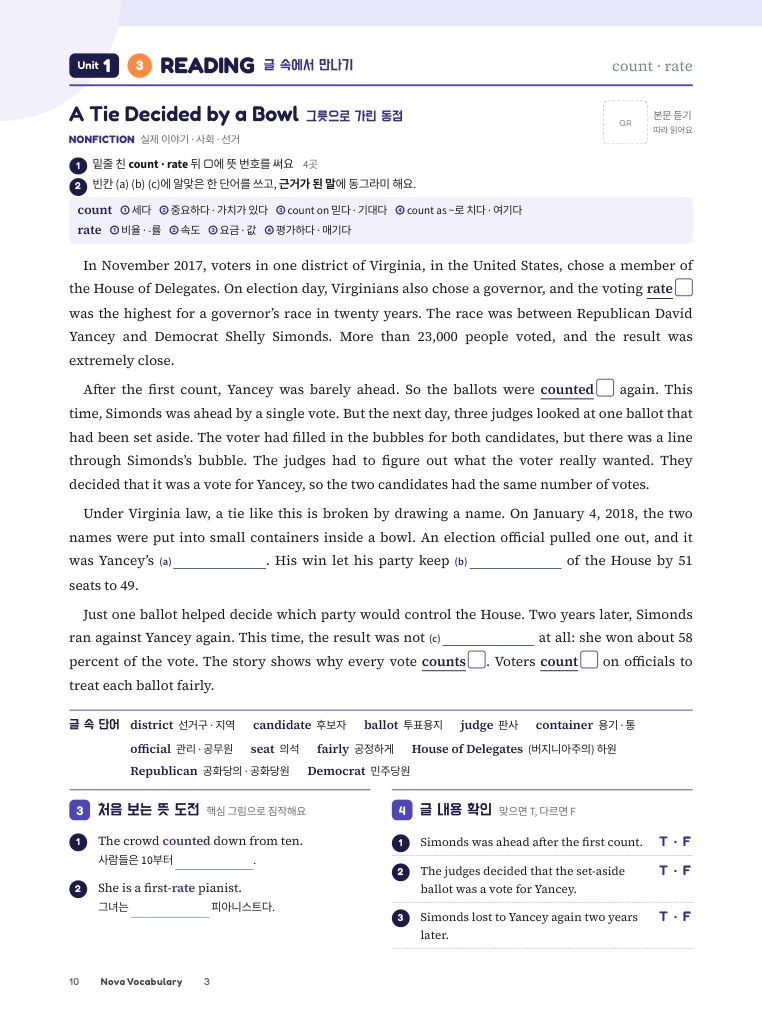 Unit 1 3 READING 글 속에서 만나기 count · rate
A Tie Decided by a Bowl 그릇으로 가린 동점
NONFICTION 실제 이야기 · 사회 · 선거
QR
본문 듣기
따라 읽어요
1 밑줄 친 count · rate 뒤 ▢에 뜻 번호를 써요 4곳
2 빈칸 (a) (b) (c)에 알맞은 한 단어를 쓰고, 근거가 된 말에 동그라미 해요.
count ① 세다 ② 중요하다 · 가치가 있다 ③ count on 믿다 · 기대다 ④ count as ~로 치다 · 여기다
rate ① 비율 · -률 ② 속도 ③ 요금 · 값 ④ 평가하다 · 매기다
In November 2017, voters in one district of Virginia, in the United States, chose a member of
the House of Delegates. On election day, Virginians also chose a governor, and the voting rate
was the highest for a governor's race in twenty years. The race was between Republican David
Yancey and Democrat Shelly Simonds. More than 23,000 people voted, and the result was
extremely close.
After the first count, Yancey was barely ahead. So the ballots were counted again. This
time, Simonds was ahead by a single vote. But the next day, three judges looked at one ballot that
had been set aside. The voter had filled in the bubbles for both candidates, but there was a line
through Simonds's bubble. The judges had to figure out what the voter really wanted. They
decided that it was a vote for Yancey, so the two candidates had the same number of votes.
Under Virginia law, a tie like this is broken by drawing a name. On January 4, 2018, the two
names were put into small containers inside a bowl. An election official pulled one out, and it
was Yancey's (a) ____________. His win let his party keep (b) ____________ of the House by 51
seats to 49.
Just one ballot helped decide which party would control the House. Two years later, Simonds
ran against Yancey again. This time, the result was not (c) ____________ at all: she won about 58
percent of the vote. The story shows why every vote counts. Voters count on officials to
treat each ballot fairly.
글 속 단어 district 선거구 · 지역 candidate 후보자 ballot 투표용지 judge 판사 container 용기 · 통
official 관리 · 공무원 seat 의석 fairly 공정하게 House of Delegates (버지니아주의) 하원
Republican 공화당의 · 공화당원 Democrat 민주당원
3 처음 보는 뜻 도전 핵심 그림으로 짐작해요
1 The crowd counted down from ten.
사람들은 10부터 ____________.
2 She is a first-rate pianist.
그녀는 ____________ 피아니스트다.
4 글 내용 확인 맞으면 T, 다르면 F
1 Simonds was ahead after the first count. T · F
2 The judges decided that the set-aside T · F
ballot was a vote for Yancey.
3 Simonds lost to Yancey again two years T · F
later.
10 Nova Vocabulary 3